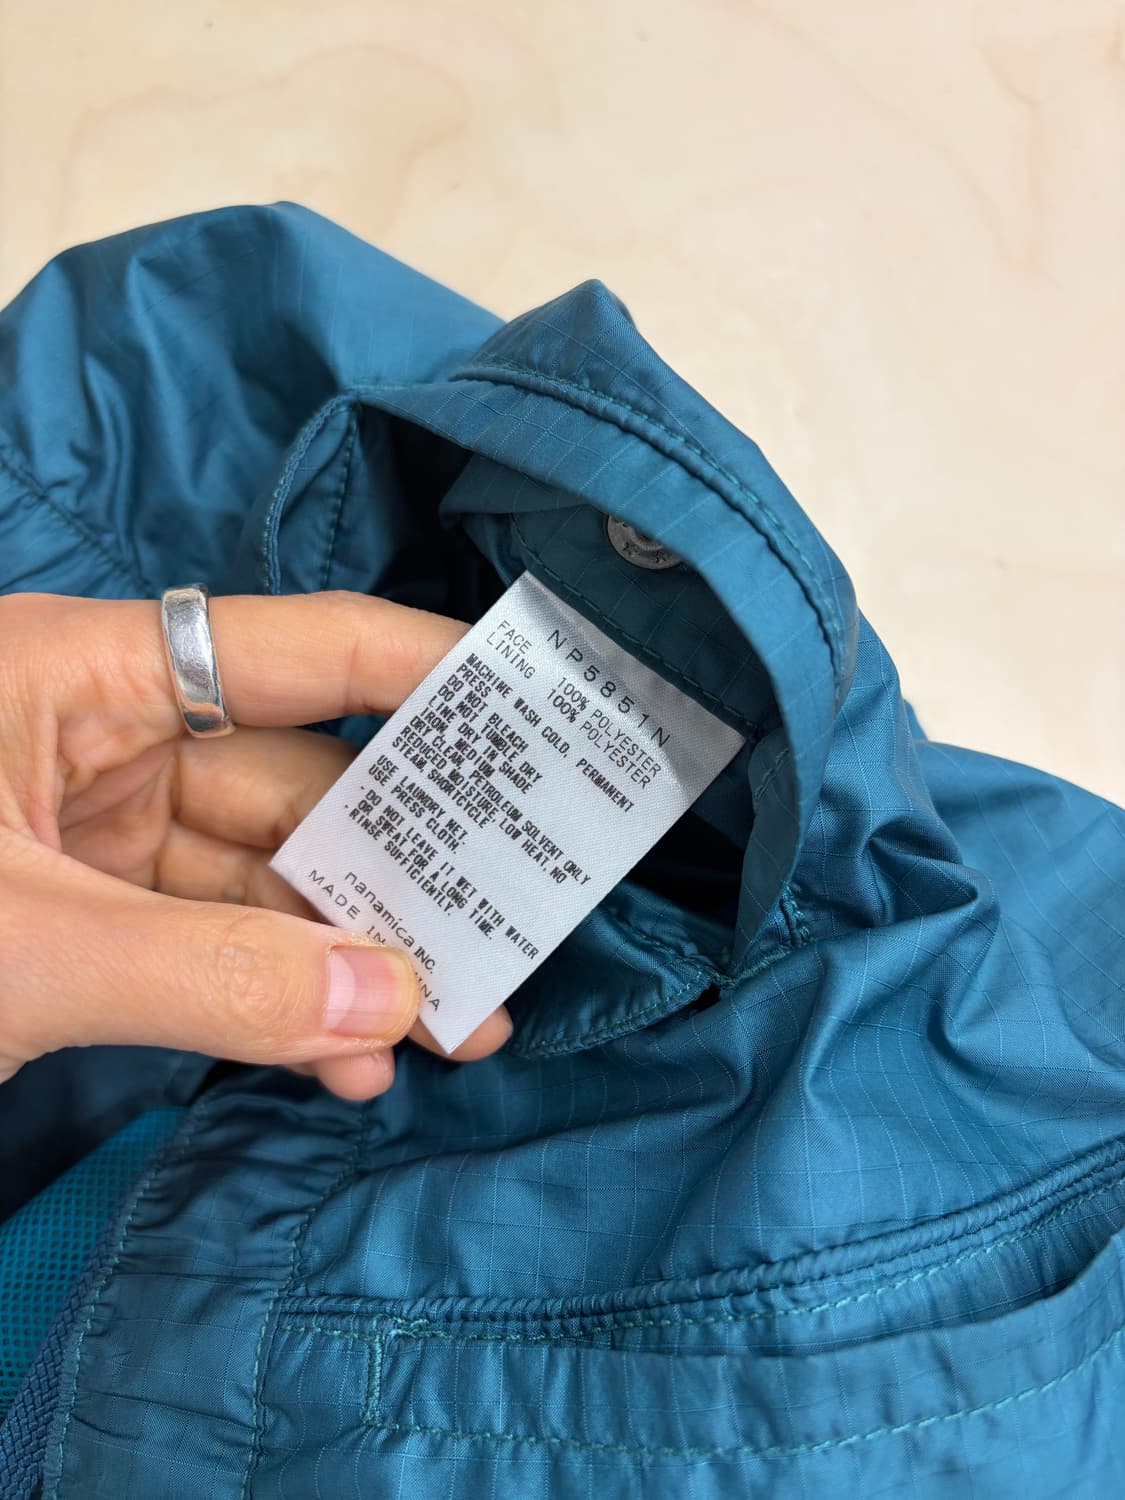 NP5851N
FACE 100% POLYESTER
LINING 100% POLYESTER
MACHINE WASH COLD, PERMANENT
PRESS
DO NOT BLEACH
DO NOT TUMBLE DRY
LINE DRY IN SHADE
IRON, MEDIUM
DRY CLEAN, PETROLEUM SOLVENT ONLY
REDUCED MOISTURE, LOW HEAT, NO
STEAM, SHORTCYCLE
USE LAUNDRY NET.
USE PRESS CLOTH.
・DO NOT LEAVE IT WET WITH WATER
OR SWEAT FOR A LONG TIME.
・RINSE SUFFICIENTLY.
nanamica INC.
MADE IN